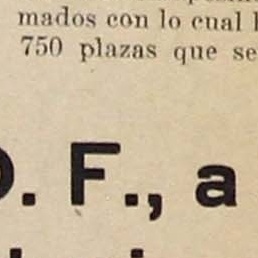 mados con lo cual
750 plazas que se
. F., a